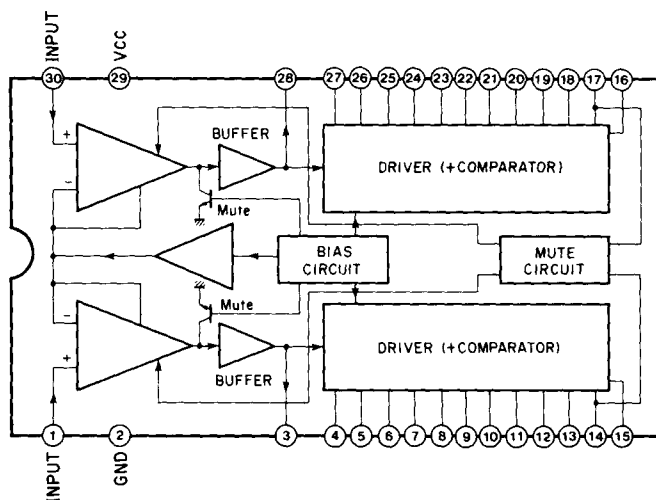 INPUT VCC
30 29 28 27 26 25 24 23 22 21 20 19 18 17 16
+
BUFFER
DRIVER (+COMPARATOR)
−
Mute
BIAS CIRCUIT
MUTE CIRCUIT
Mute
−
DRIVER (+COMPARATOR)
+
BUFFER
1 2 3 4 5 6 7 8 9 10 11 12 13 14 15
INPUT GND